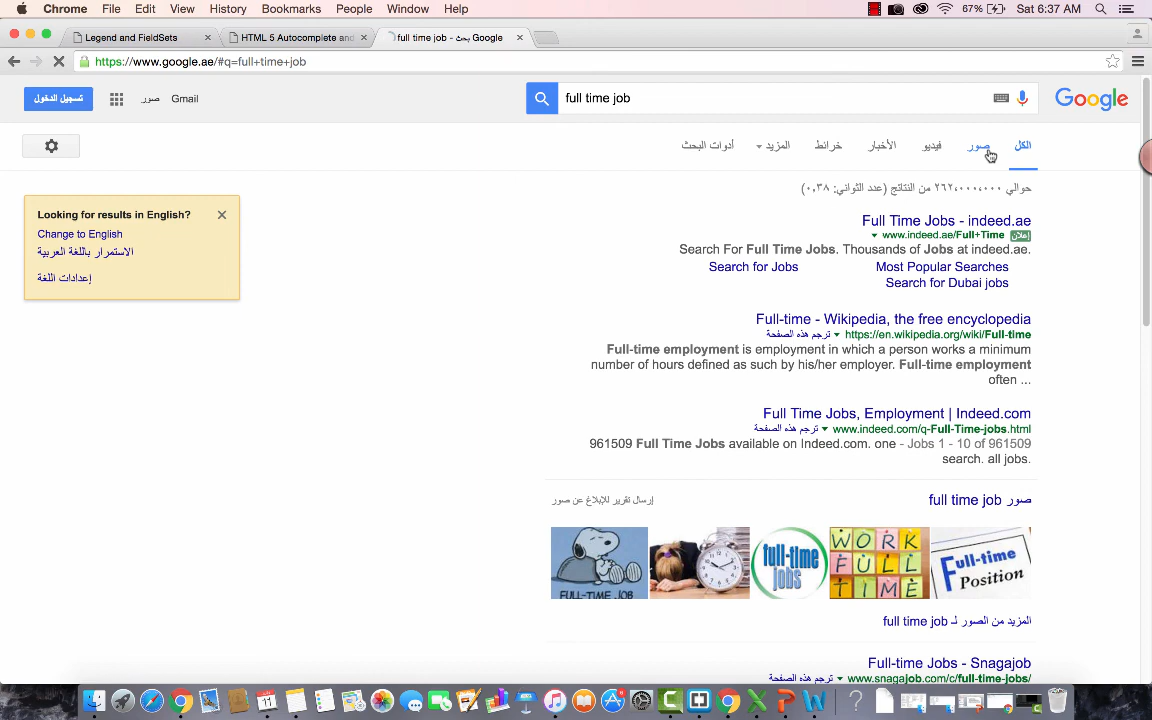 Chrome File Edit View History Bookmarks People Window Help 67% Sat 6:37 AM
Legend and FieldSets
HTML 5 Autocomplete and
full time job - بحث Google
https://www.google.ae/#q=full+time+job
تسجيل الدخول صور Gmail
full time job
Google
الكل صور فيديو الأخبار خرائط المزيد أدوات البحث
حوالي ٢٦٢،٠٠٠،٠٠٠ من النتائج (عدد الثواني: ٠،٣٨)
Looking for results in English?
Change to English
الاستمرار باللغة العربية
إعدادات اللغة
Full Time Jobs - indeed.ae
إعلان www.indeed.ae/Full+Time
Search For Full Time Jobs. Thousands of Jobs at indeed.ae.
Search for Jobs Most Popular Searches
Search for Dubai jobs
Full-time - Wikipedia, the free encyclopedia
https://en.wikipedia.org/wiki/Full-time ترجم هذه الصفحة
Full-time employment is employment in which a person works a minimum
number of hours defined as such by his/her employer. Full-time employment
often ...
Full Time Jobs, Employment | Indeed.com
www.indeed.com/q-Full-Time-jobs.html ترجم هذه الصفحة
961509 Full Time Jobs available on Indeed.com. one - Jobs 1 - 10 of 961509
search. all jobs.
صور full time job
إرسال تقرير للإبلاغ عن صور
FULL-TIME JOB
full-time
jobs
WORK
FULL
TIME
Full-time
Position
المزيد من الصور لـ full time job
Full-time Jobs - Snagajob
www.snagajob.com/c/full-time-jobs/ ترجم هذه الصفحة